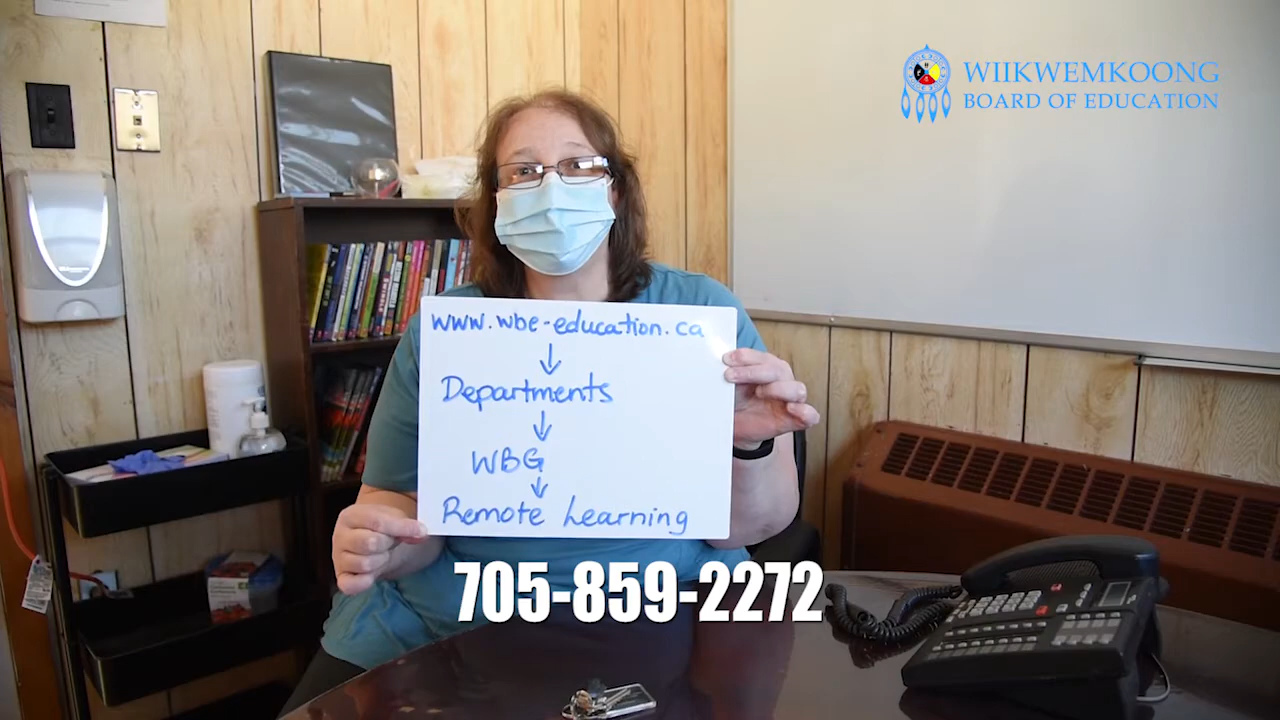 WIIKWEMKOONG
BOARD OF EDUCATION
www.wbe-education.ca
↓
Departments
↓
WBG
↓
Remote Learning
705-859-2272